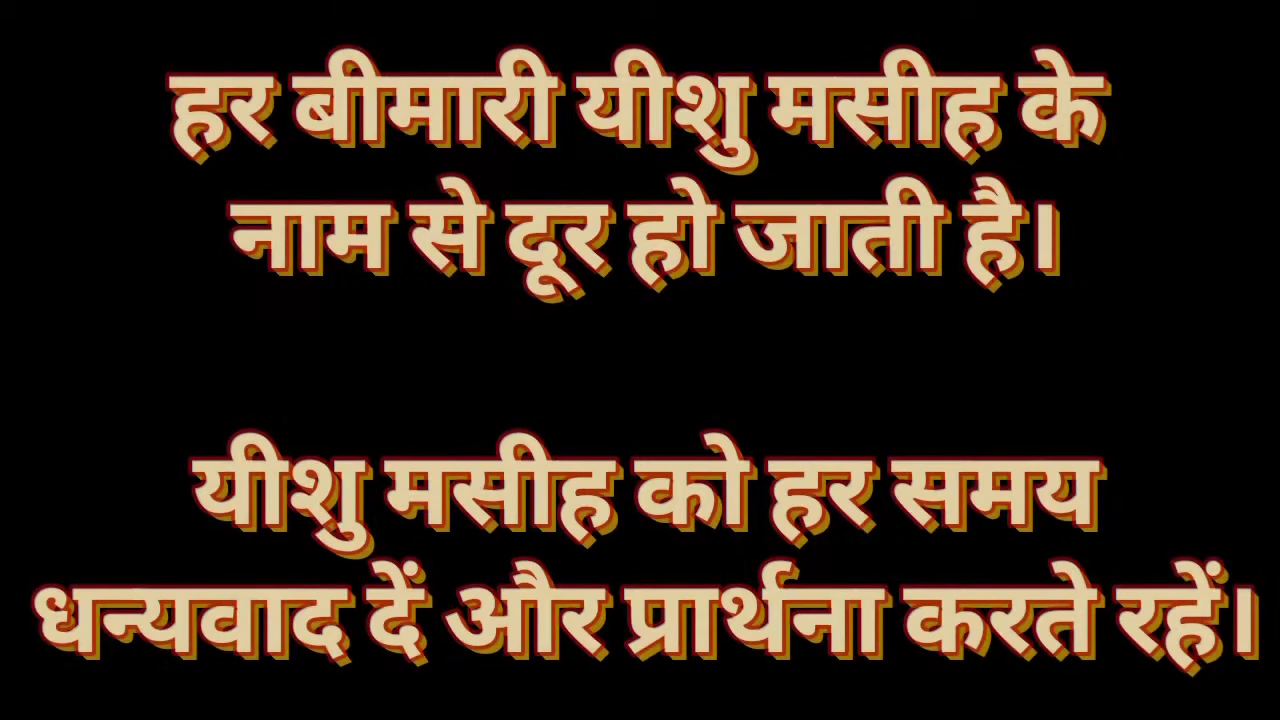 हर बीमारी यीशु मसीह के
नाम से दूर हो जाती है।
यीशु मसीह को हर समय
धन्यवाद दें और प्रार्थना करते रहें।